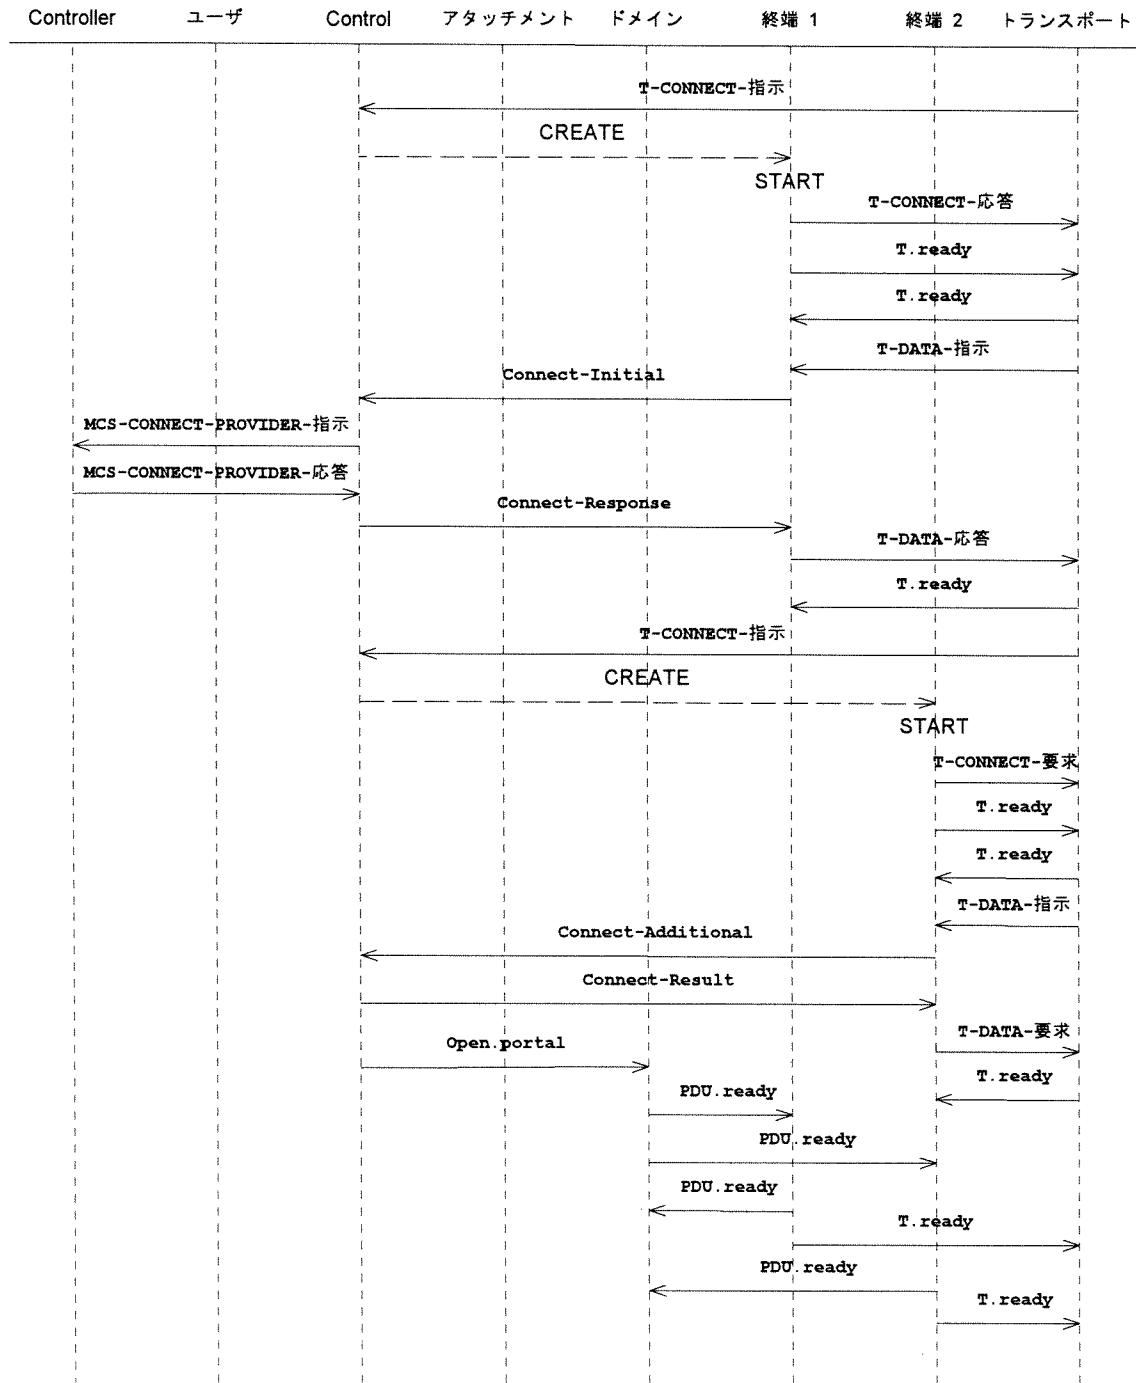 Controller ユーザ Control アタッチメント ドメイン 終端 1 終端 2 トランスポート
T-CONNECT-指示
CREATE
START
T-CONNECT-応答
T.ready
T.ready
T-DATA-指示
Connect-Initial
MCS-CONNECT-PROVIDER-指示
MCS-CONNECT-PROVIDER-応答
Connect-Response
T-DATA-応答
T.ready
T-CONNECT-指示
CREATE
START
T-CONNECT-要求
T.ready
T.ready
T-DATA-指示
Connect-Additional
Connect-Result
T-DATA-要求
Open.portal
T.ready
PDU.ready
PDU.ready
PDU.ready
T.ready
PDU.ready
T.ready